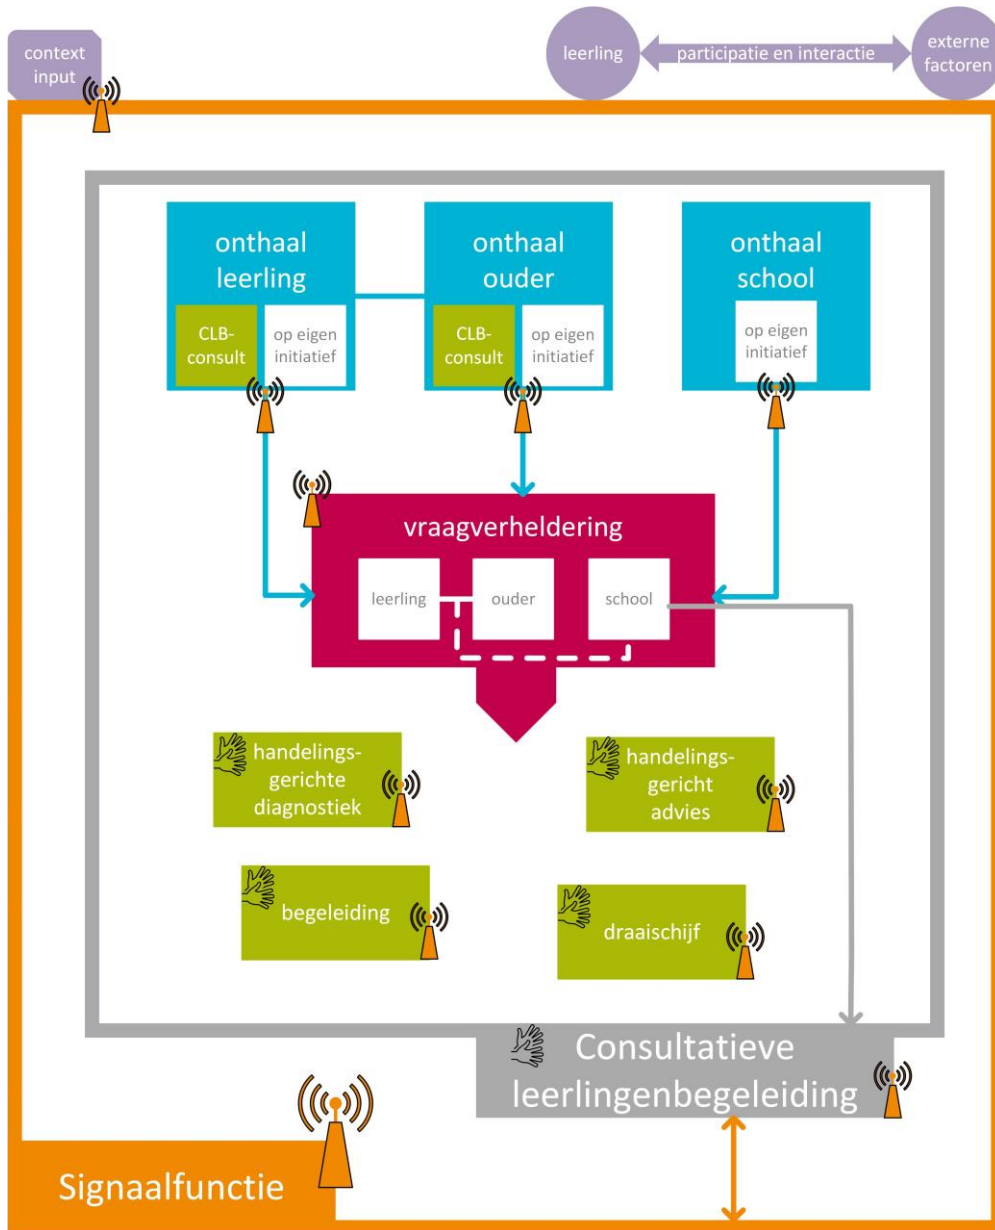 context
input
leerling
participatie en interactie
externe
factoren
onthaal
leerling
CLB-
consult
op eigen
initiatief
onthaal
ouder
CLB-
consult
op eigen
initiatief
onthaal
school
op eigen
initiatief
vraagverheldering
leerling
ouder
school
handelings-
gerichte
diagnostiek
handelings-
gericht
advies
begeleiding
draaischijf
Consultatieve
leerlingenbegeleiding
Signaalfunctie